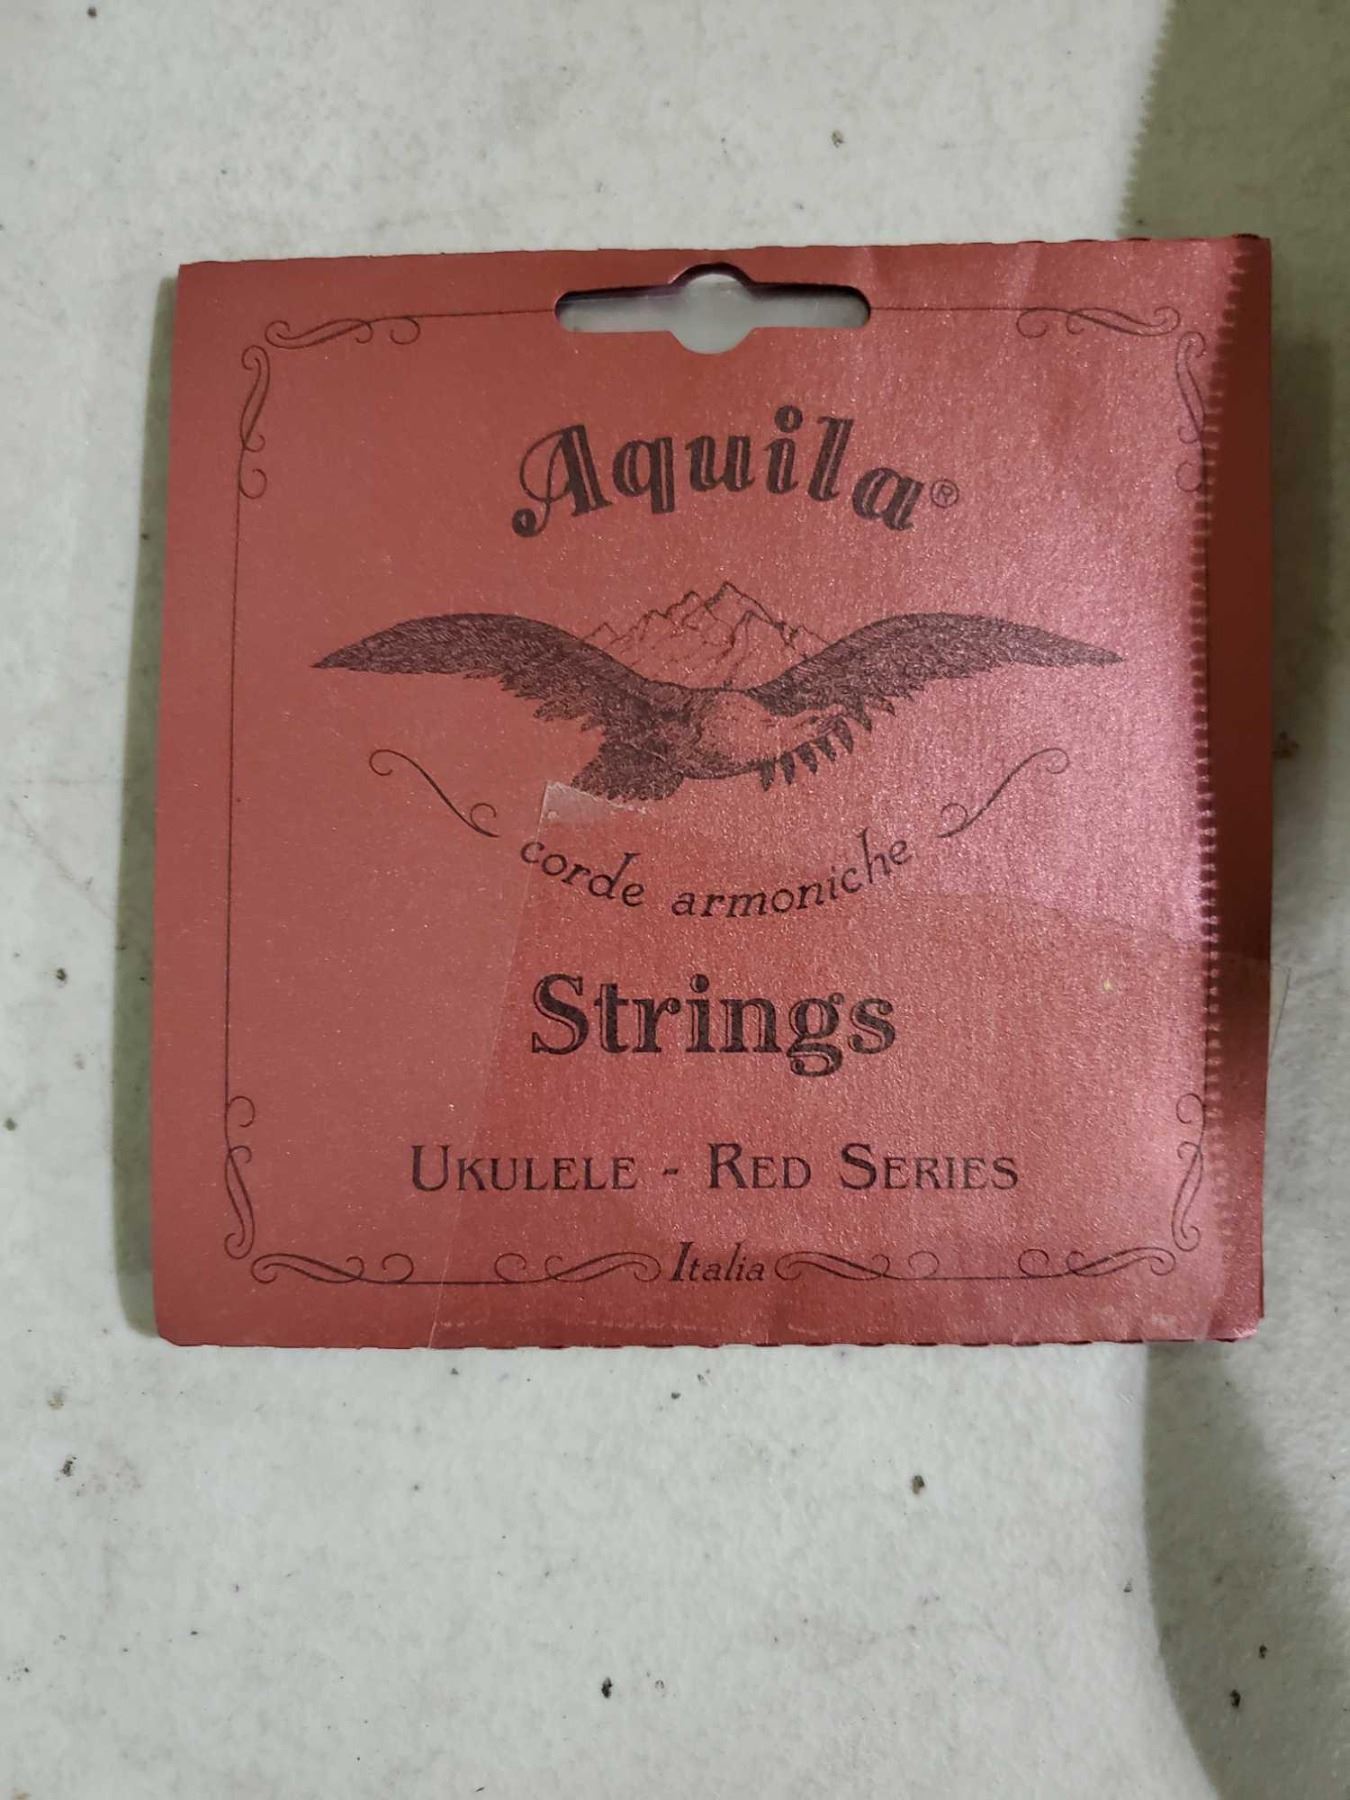 Aquila®
corde armoniche
Strings
UKULELE - RED SERIES
Italia